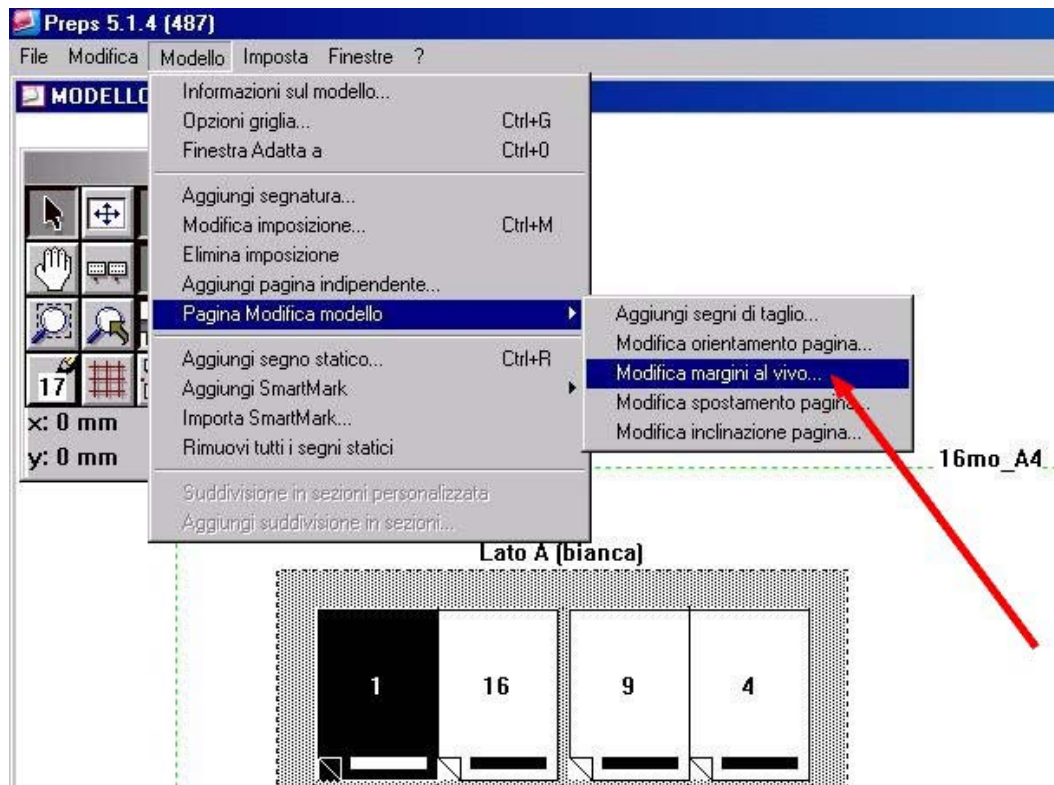 Preps 5.1.4 (487)
File Modifica Modello Imposta Finestre ?
MODELLO
Informazioni sul modello...
Opzioni griglia... Ctrl+G
Finestra Adatta a Ctrl+0
Aggiungi segnatura...
Modifica imposizione... Ctrl+M
Elimina imposizione
Aggiungi pagina indipendente...
Pagina Modifica modello
Aggiungi segno statico... Ctrl+R
Aggiungi SmartMark
Importa SmartMark...
Rimuovi tutti i segni statici
Suddivisione in sezioni personalizzata
Aggiungi suddivisione in sezioni...
Aggiungi segni di taglio...
Modifica orientamento pagina...
Modifica margini al vivo...
Modifica spostamento pagina...
Modifica inclinazione pagina...
17
x: 0 mm
y: 0 mm
16mo_A4
Lato A (bianca)
1 16 9 4